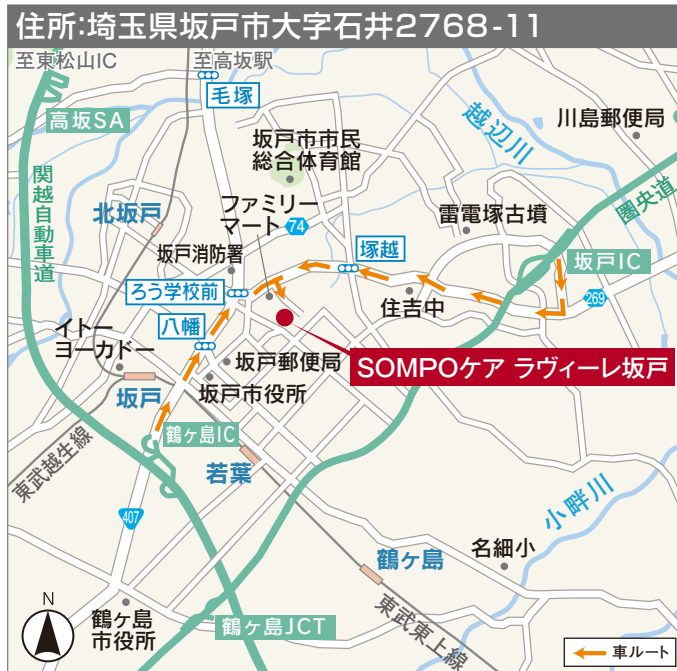 住所:埼玉県坂戸市大字石井2768-11
至東松山IC
至高坂駅
毛塚
高坂SA
川島郵便局
越辺川
坂戸市市民
総合体育館
関越自動車道
圏央道
ファミリー
マート
74
北坂戸
雷電塚古墳
坂戸消防署
塚越
坂戸IC
ろう学校前
住吉中
269
八幡
イトー
ヨーカドー
坂戸郵便局
SOMPOケア ラヴィーレ坂戸
坂戸
坂戸市役所
鶴ヶ島IC
東武越生線
若葉
小畔川
407
名細小
鶴ヶ島
N
鶴ヶ島
市役所
鶴ヶ島JCT
東武東上線
車ルート